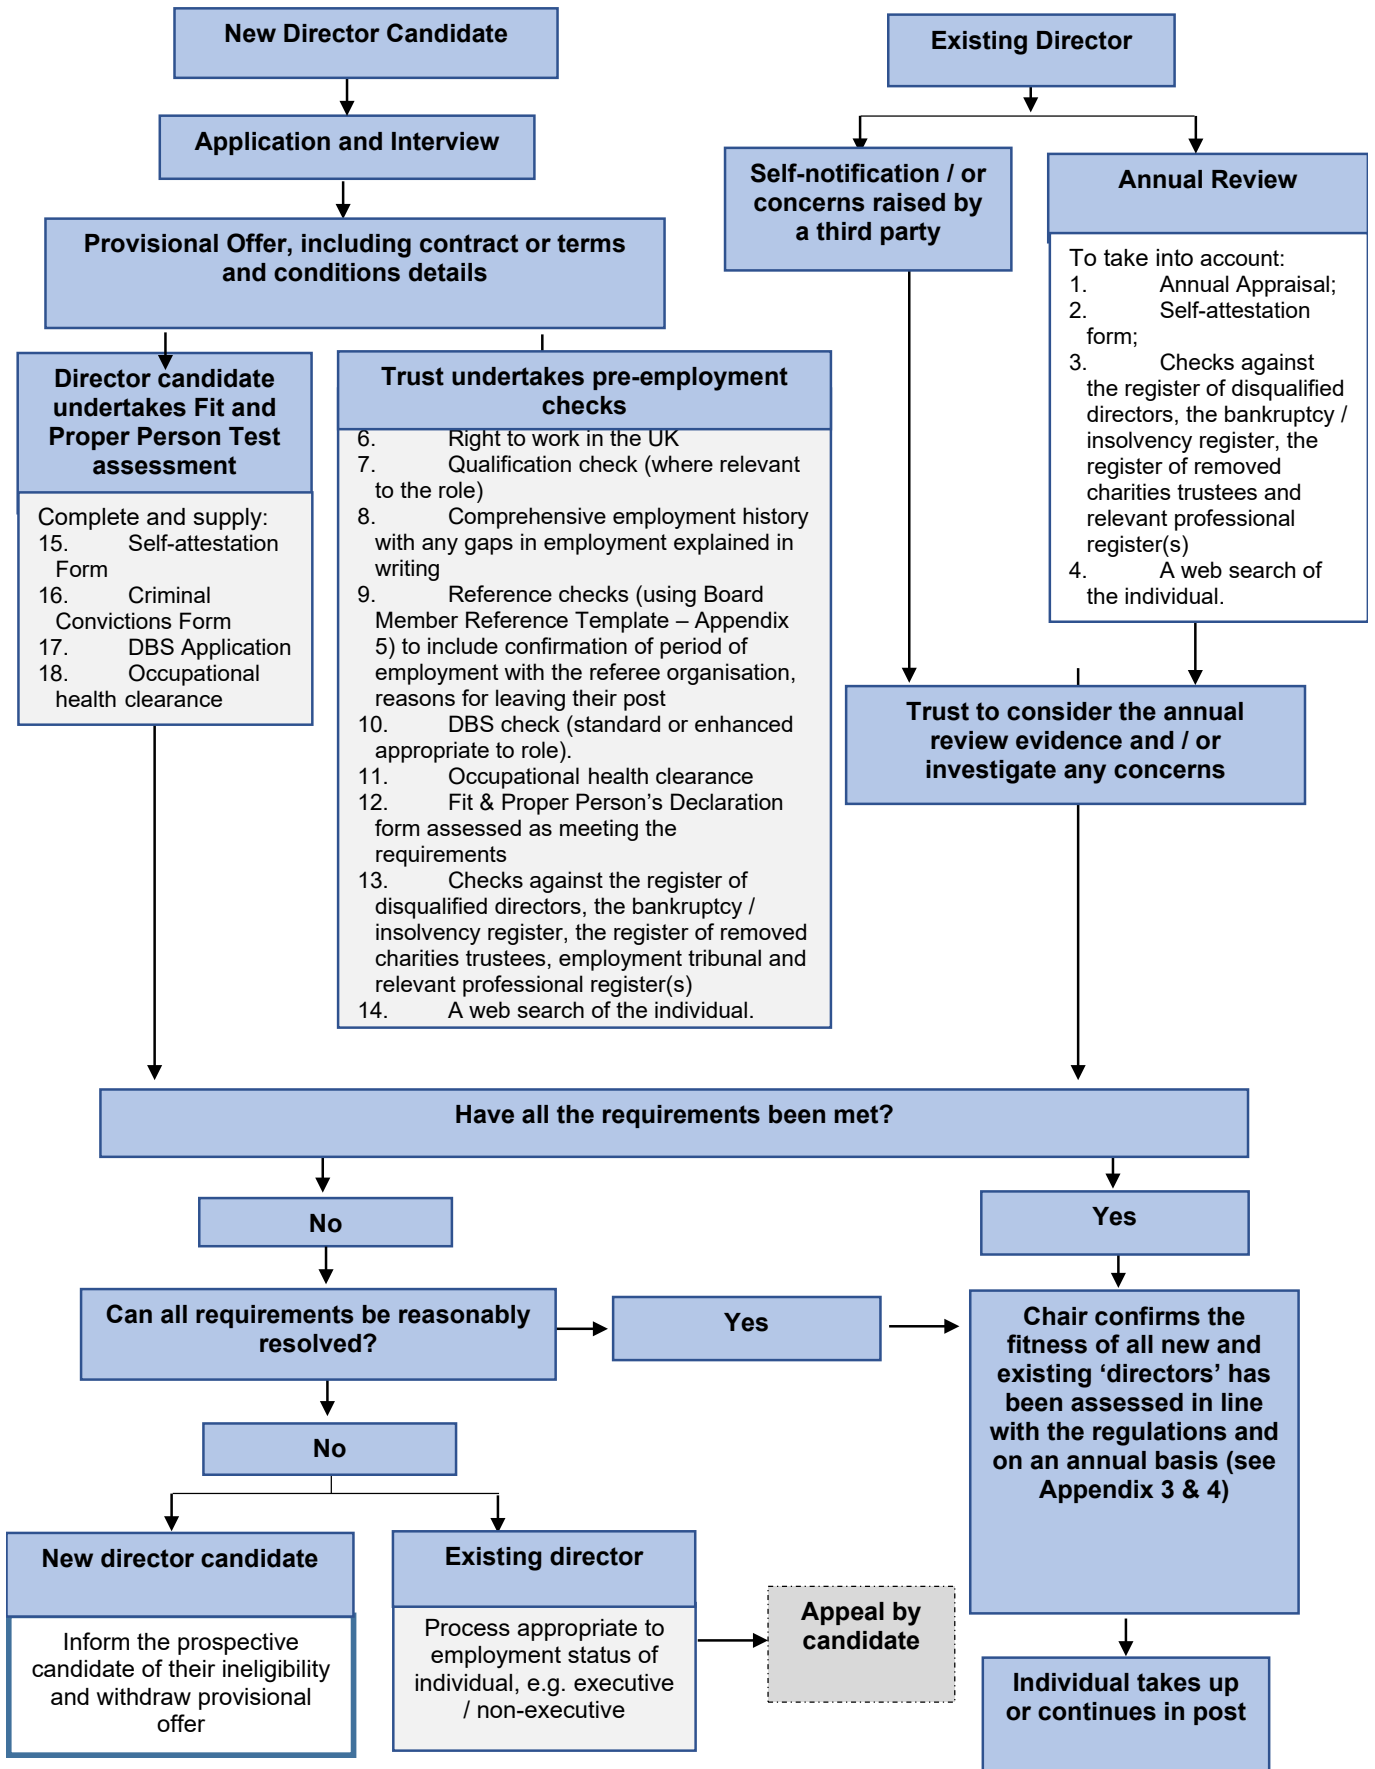 New Director Candidate
Application and Interview
Provisional Offer, including contract or terms
and conditions details
Director candidate
undertakes Fit and
Proper Person Test
assessment
Complete and supply:
15. Self-attestation
Form
16. Criminal
Convictions Form
17. DBS Application
18. Occupational
health clearance
Trust undertakes pre-employment
checks
6. Right to work in the UK
7. Qualification check (where relevant
to the role)
8. Comprehensive employment history
with any gaps in employment explained in
writing
9. Reference checks (using Board
Member Reference Template – Appendix
5) to include confirmation of period of
employment with the referee organisation,
reasons for leaving their post
10. DBS check (standard or enhanced
appropriate to role).
11. Occupational health clearance
12. Fit & Proper Person’s Declaration
form assessed as meeting the
requirements
13. Checks against the register of
disqualified directors, the bankruptcy /
insolvency register, the register of removed
charities trustees, employment tribunal and
relevant professional register(s)
14. A web search of the individual.
Existing Director
Self-notification / or
concerns raised by
a third party
Annual Review
To take into account:
1. Annual Appraisal;
2. Self-attestation
form;
3. Checks against
the register of disqualified
directors, the bankruptcy /
insolvency register, the
register of removed
charities trustees and
relevant professional
register(s)
4. A web search of
the individual.
Trust to consider the annual
review evidence and / or
investigate any concerns
Have all the requirements been met?
No
Yes
Can all requirements be reasonably
resolved?
Yes
Chair confirms the
fitness of all new and
existing ‘directors’ has
been assessed in line
with the regulations and
on an annual basis (see
Appendix 3 & 4)
No
New director candidate
Inform the prospective
candidate of their ineligibility
and withdraw provisional
offer
Existing director
Process appropriate to
employment status of
individual, e.g. executive
/ non-executive
Appeal by
candidate
Individual takes up
or continues in post